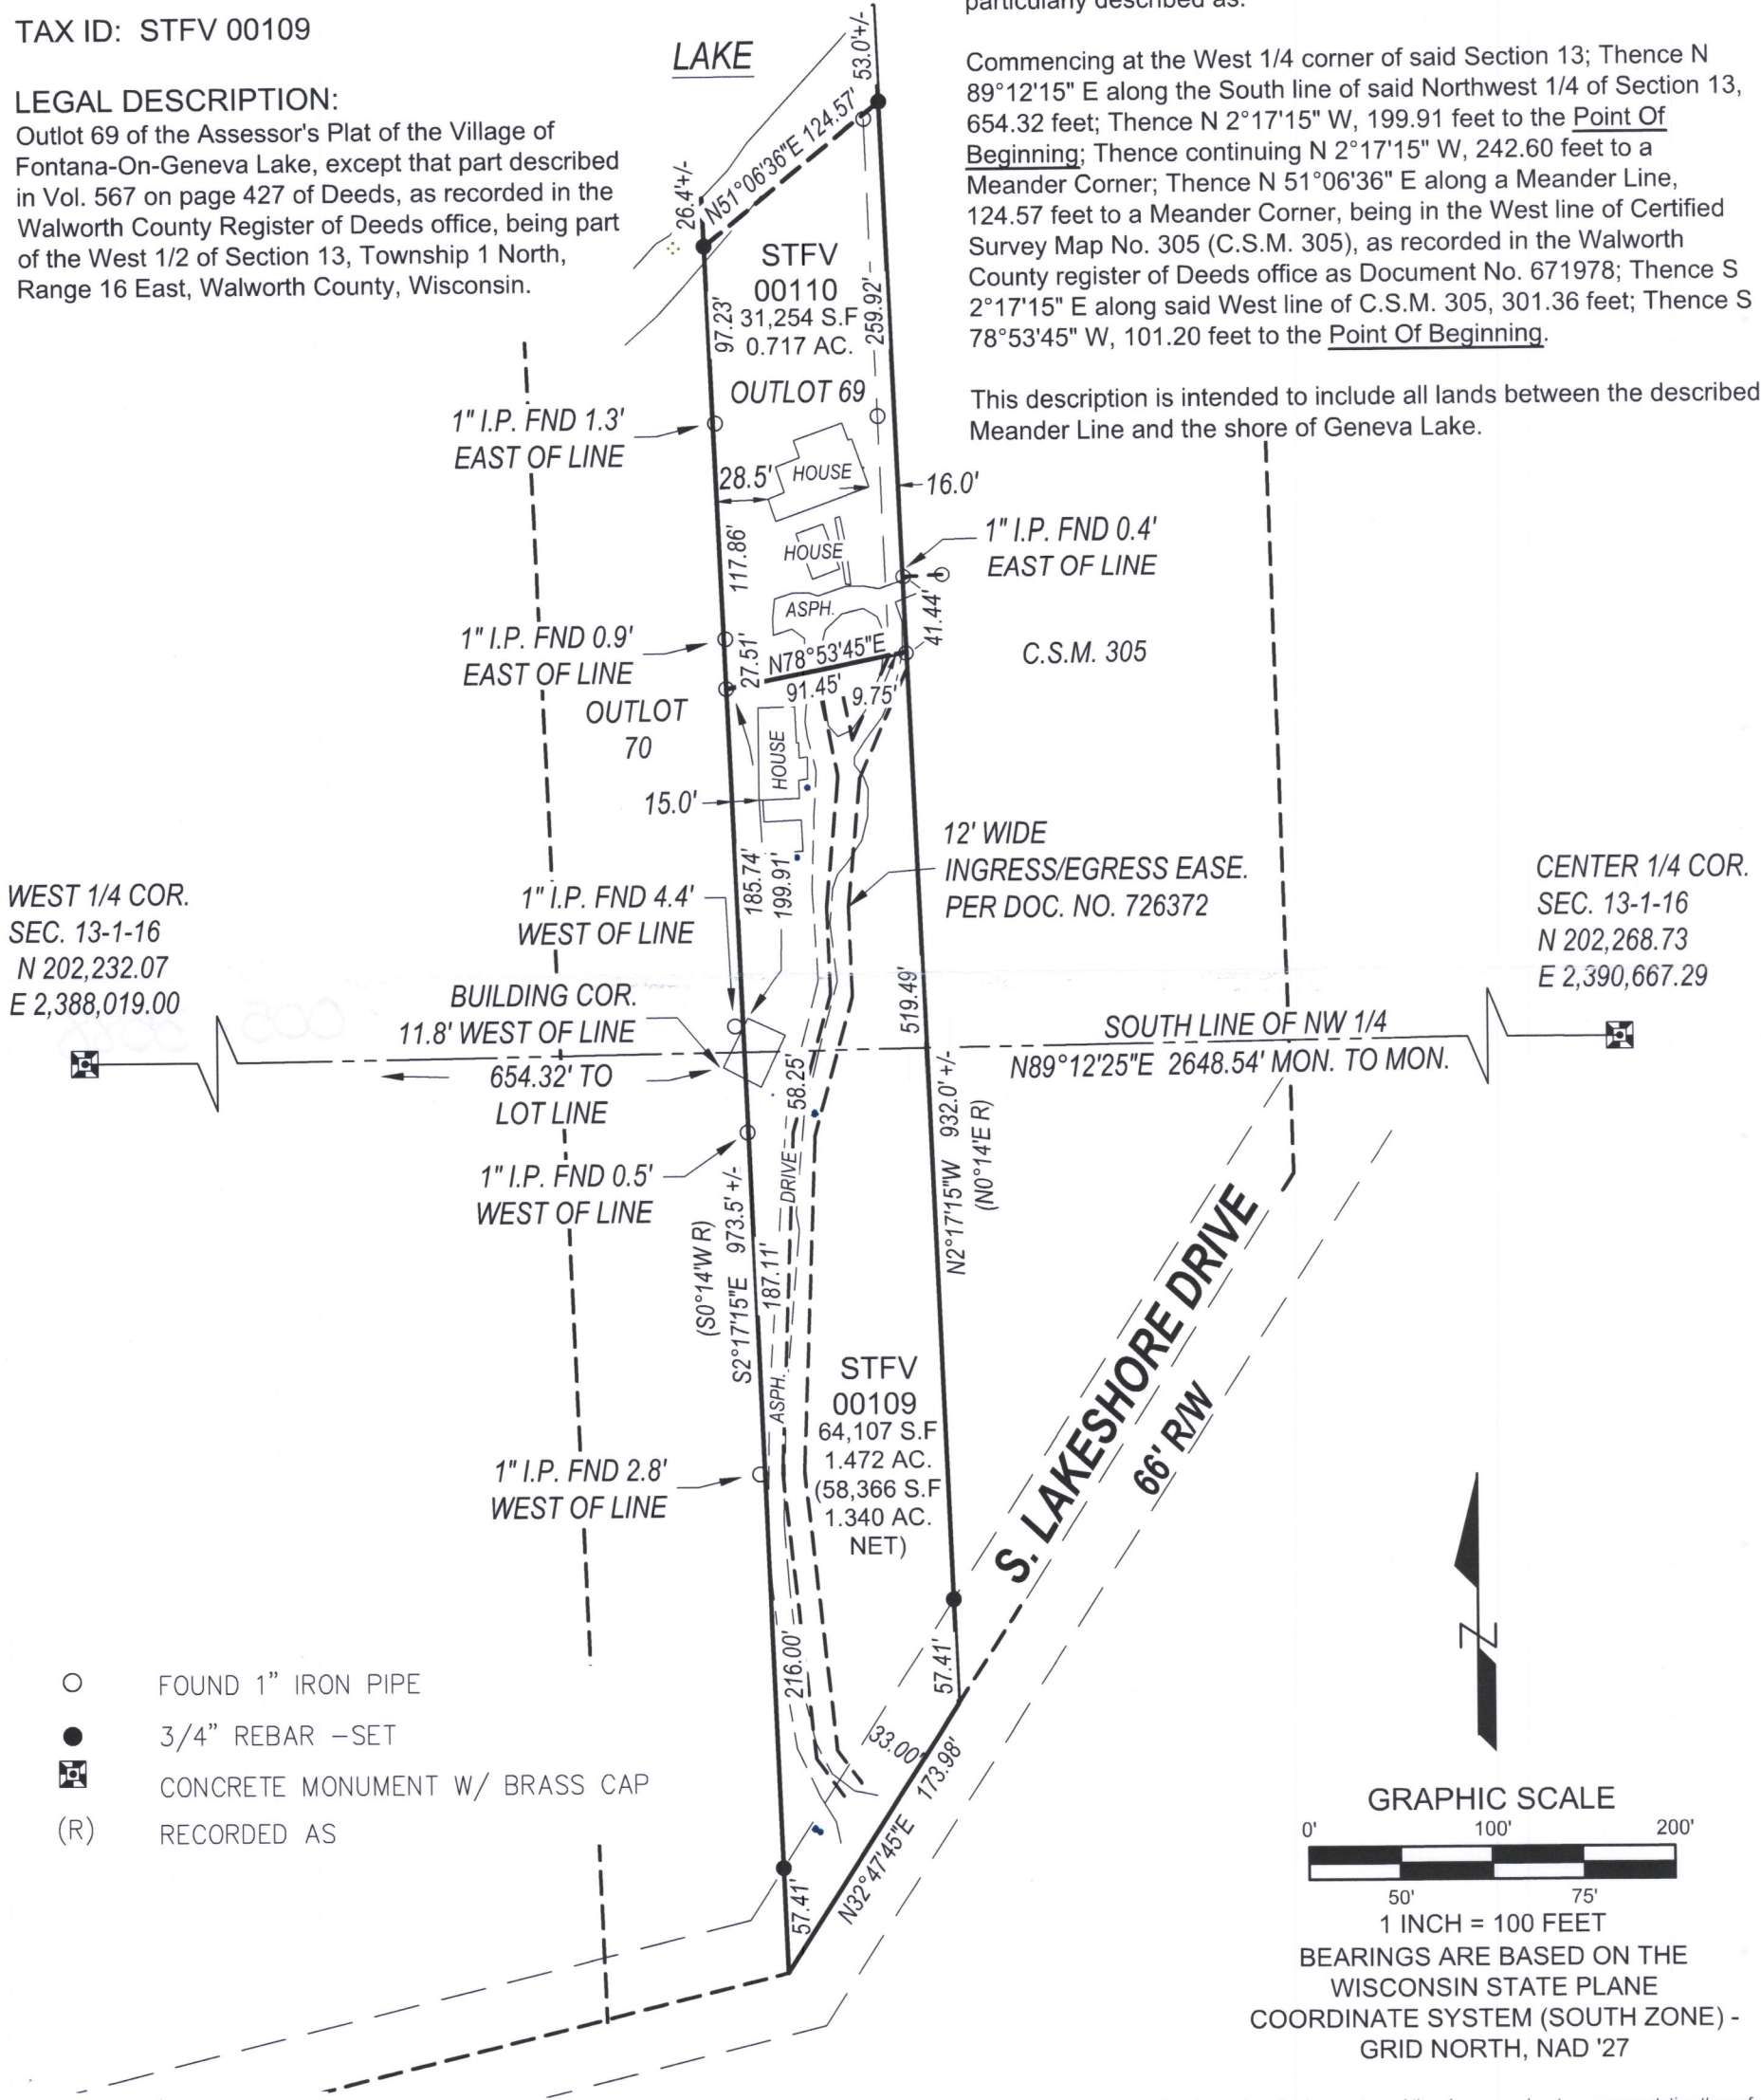 TAX ID: STFV 00109
LEGAL DESCRIPTION:
Outlot 69 of the Assessor's Plat of the Village of
Fontana-On-Geneva Lake, except that part described
in Vol. 567 on page 427 of Deeds, as recorded in the
Walworth County Register of Deeds office, being part
of the West 1/2 of Section 13, Township 1 North,
Range 16 East, Walworth County, Wisconsin.
particularly described as:
Commencing at the West 1/4 corner of said Section 13; Thence N
89°12'15" E along the South line of said Northwest 1/4 of Section 13,
654.32 feet; Thence N 2°17'15" W, 199.91 feet to the Point Of
Beginning; Thence continuing N 2°17'15" W, 242.60 feet to a
Meander Corner; Thence N 51°06'36" E along a Meander Line,
124.57 feet to a Meander Corner, being in the West line of Certified
Survey Map No. 305 (C.S.M. 305), as recorded in the Walworth
County register of Deeds office as Document No. 671978; Thence S
2°17'15" E along said West line of C.S.M. 305, 301.36 feet; Thence S
78°53'45" W, 101.20 feet to the Point Of Beginning.
This description is intended to include all lands between the described
Meander Line and the shore of Geneva Lake.
LAKE
53.0'+/-
N51°06'36"E 124.57'
26.4'+/-
STFV
00110
31,254 S.F
0.717 AC.
97.23'
259.92'
OUTLOT 69
1" I.P. FND 1.3'
EAST OF LINE
28.5'
HOUSE
16.0'
1" I.P. FND 0.4'
EAST OF LINE
HOUSE
117.86'
ASPH.
41.44'
1" I.P. FND 0.9'
EAST OF LINE
27.51'
N78°53'45"E
91.45'
9.75'
C.S.M. 305
OUTLOT
70
HOUSE
15.0'
12' WIDE
INGRESS/EGRESS EASE.
PER DOC. NO. 726372
185.74'
199.91'
1" I.P. FND 4.4'
WEST OF LINE
WEST 1/4 COR.
SEC. 13-1-16
N 202,232.07
E 2,388,019.00
CENTER 1/4 COR.
SEC. 13-1-16
N 202,268.73
E 2,390,667.29
BUILDING COR.
11.8' WEST OF LINE
519.49'
SOUTH LINE OF NW 1/4
N89°12'25"E 2648.54' MON. TO MON.
654.32' TO
LOT LINE
58.25'
N2°17'15"W 932.0'+/-
(N0°14'E R)
1" I.P. FND 0.5'
WEST OF LINE
(S0°14'W R)
S2°17'15"E 973.5'+/-
187.11'
ASPH. DRIVE
STFV
00109
64,107 S.F
1.472 AC.
(58,366 S.F
1.340 AC.
NET)
1" I.P. FND 2.8'
WEST OF LINE
S. LAKESHORE DRIVE
66' R/W
216.00'
57.41'
33.00'
N32°47'45"E 173.98'
57.41'
FOUND 1" IRON PIPE
3/4" REBAR -SET
CONCRETE MONUMENT W/ BRASS CAP
(R) RECORDED AS
N
GRAPHIC SCALE
0' 100' 200'
50' 75'
1 INCH = 100 FEET
BEARINGS ARE BASED ON THE
WISCONSIN STATE PLANE
COORDINATE SYSTEM (SOUTH ZONE) -
GRID NORTH, NAD '27